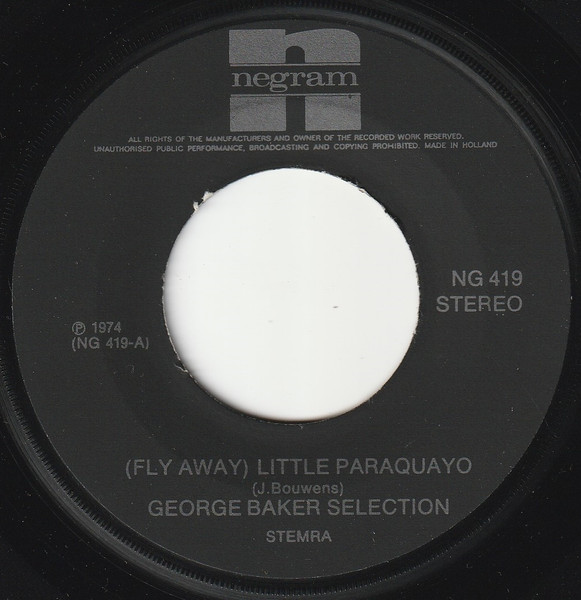 n
negram
ALL RIGHTS OF THE MANUFACTURERS AND OWNER OF THE RECORDED WORK RESERVED.
UNAUTHORISED PUBLIC PERFORMANCE, BROADCASTING AND COPYING PROHIBITED. MADE IN HOLLAND
NG 419
STEREO
℗ 1974
(NG 419-A)
(FLY AWAY) LITTLE PARAQUAYO
(J.Bouwens)
GEORGE BAKER SELECTION
STEMRA